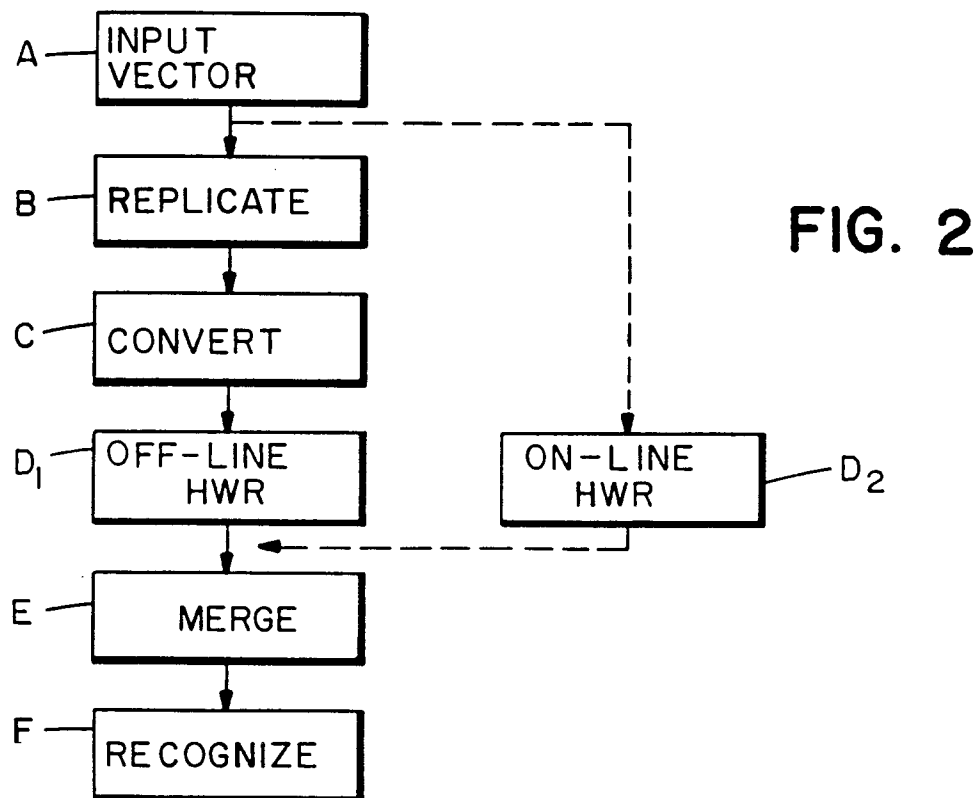 A
INPUT
VECTOR
B
REPLICATE
FIG. 2
C
CONVERT
D1
OFF-LINE
HWR
ON-LINE
HWR
D2
E
MERGE
F
RECOGNIZE